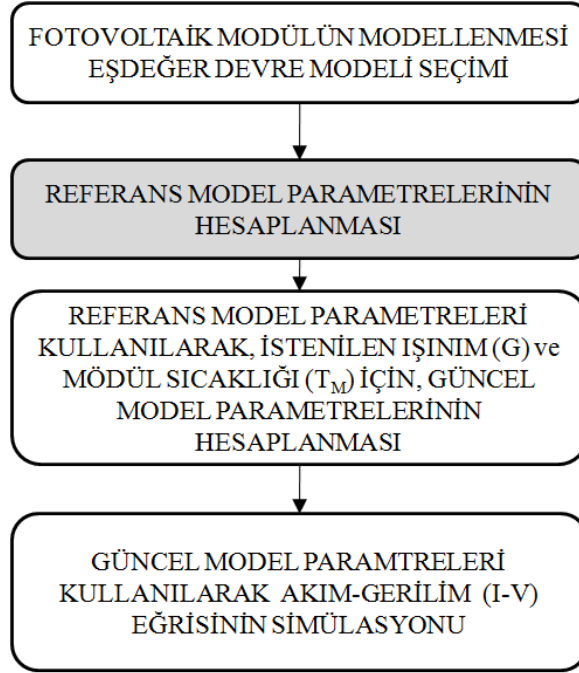 FOTOVOLTAİK MODÜLÜN MODELLENMESİ
EŞDEĞER DEVRE MODELİ SEÇİMİ
REFERANS MODEL PARAMETRELERİNİN
HESAPLANMASI
REFERANS MODEL PARAMETRELERİ
KULLANILARAK, İSTENİLEN IŞINIM (G) ve
MÖDÜL SICAKLIĞI (T_M) İÇİN, GÜNCEL
MODEL PARAMETRELERİNİN
HESAPLANMASI
GÜNCEL MODEL PARAMTRELERİ
KULLANILARAK AKIM-GERİLİM (I-V)
EĞRİSİNİN SİMÜLASYONU